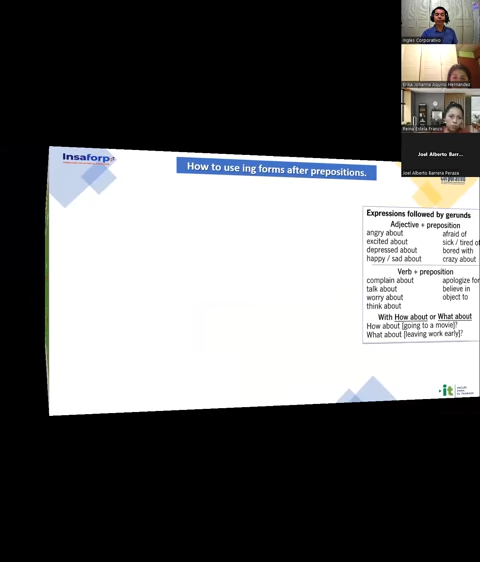 Ingles Corporativo
Erika Johanna Aquino Hernandez
Reina Estela Franco
Joel Alberto Barr...
Joel Alberto Barrera Peraza
Insaforp
How to use ing forms after prepositions.
Expressions followed by gerunds
Adjective + preposition
angry about afraid of
excited about sick / tired of
depressed about bored with
happy / sad about crazy about
Verb + preposition
complain about apologize for
talk about believe in
worry about object to
think about
With How about or What about
How about [going to a movie]?
What about [leaving work early]?
it